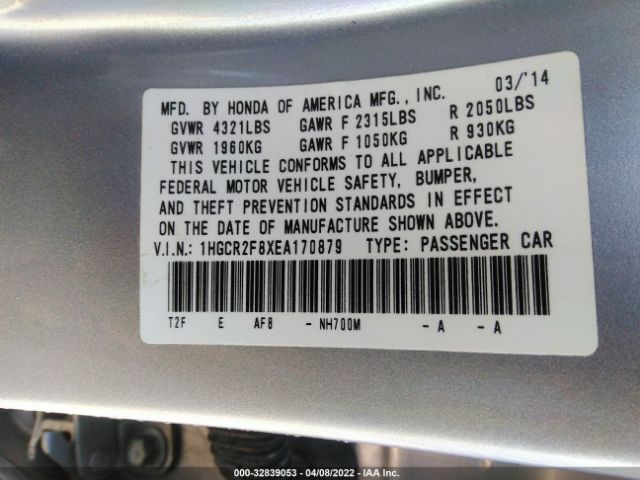 MFD. BY HONDA OF AMERICA MFG., INC. 03/'14
GVWR 4321LBS GAWR F 2315LBS R 2050LBS
GVWR 1960KG GAWR F 1050KG R 930KG
THIS VEHICLE CONFORMS TO ALL APPLICABLE
FEDERAL MOTOR VEHICLE SAFETY, BUMPER,
AND THEFT PREVENTION STANDARDS IN EFFECT
ON THE DATE OF MANUFACTURE SHOWN ABOVE.
V.I.N.: 1HGCR2F8XEA170879 TYPE: PASSENGER CAR
T2F E AF8 - NH700M - A - A
000-32839053 - 04/08/2022 - IAA Inc.